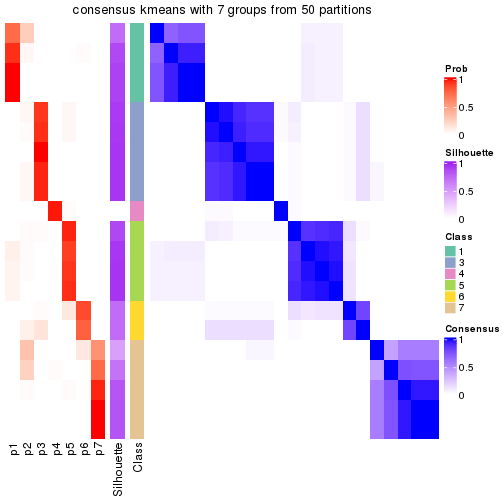 consensus kmeans with 7 groups from 50 partitions
Prob
1
0.5
0
Silhouette
1
0.5
0
Class
1
3
4
5
6
7
Consensus
1
0.5
0
p1
p2
p3
p4
p5
p6
p7
Silhouette
Class